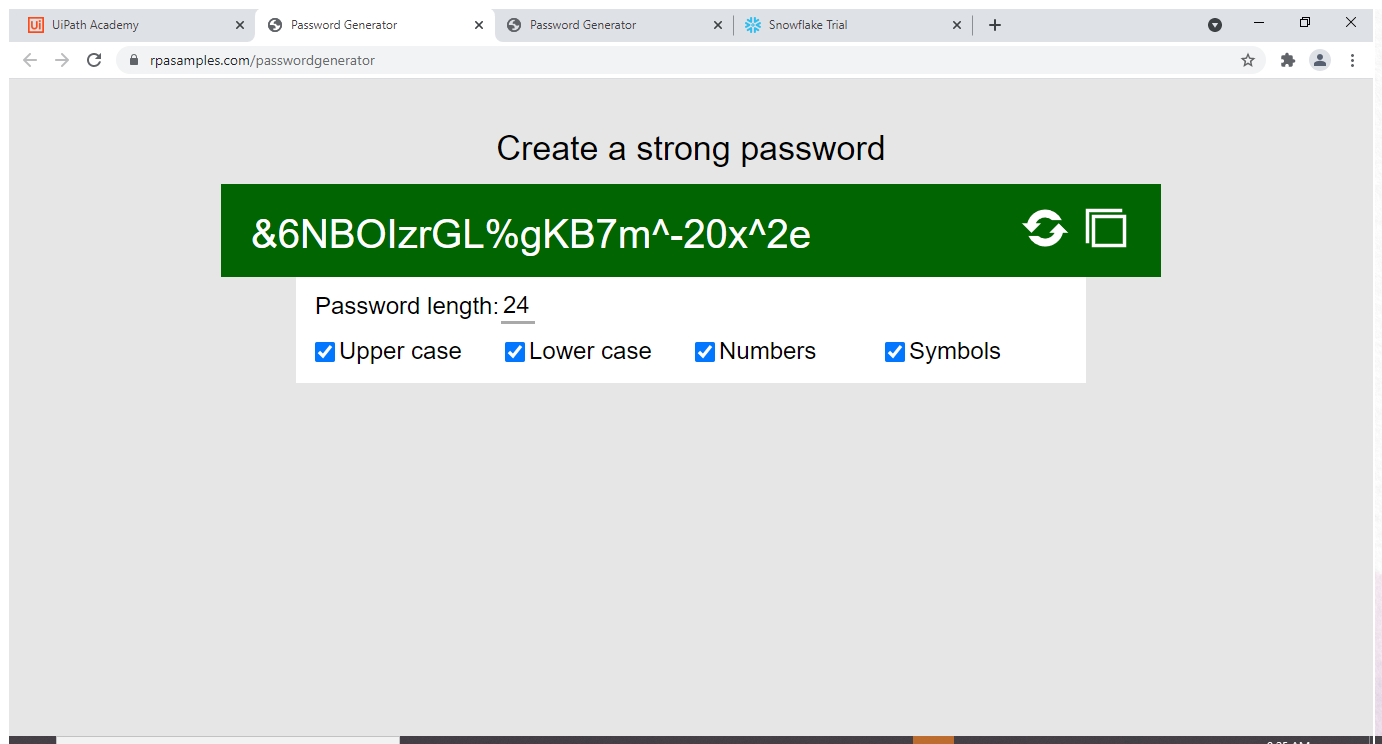 UiPath Academy
Password Generator
Password Generator
Snowflake Trial
rpasamples.com/passwordgenerator
Create a strong password
&6NBOIzrGL%gKB7m^-20x^2e
Password length: 24
Upper case Lower case Numbers Symbols